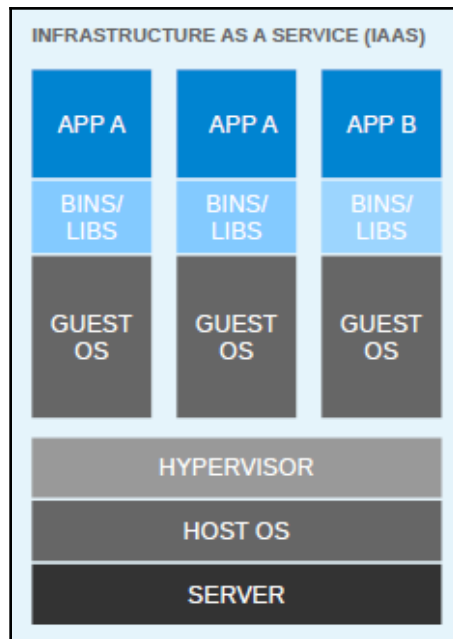 INFRASTRUCTURE AS A SERVICE (IAAS)
APP A
APP A
APP B
BINS/
LIBS
BINS/
LIBS
BINS/
LIBS
GUEST
OS
GUEST
OS
GUEST
OS
HYPERVISOR
HOST OS
SERVER